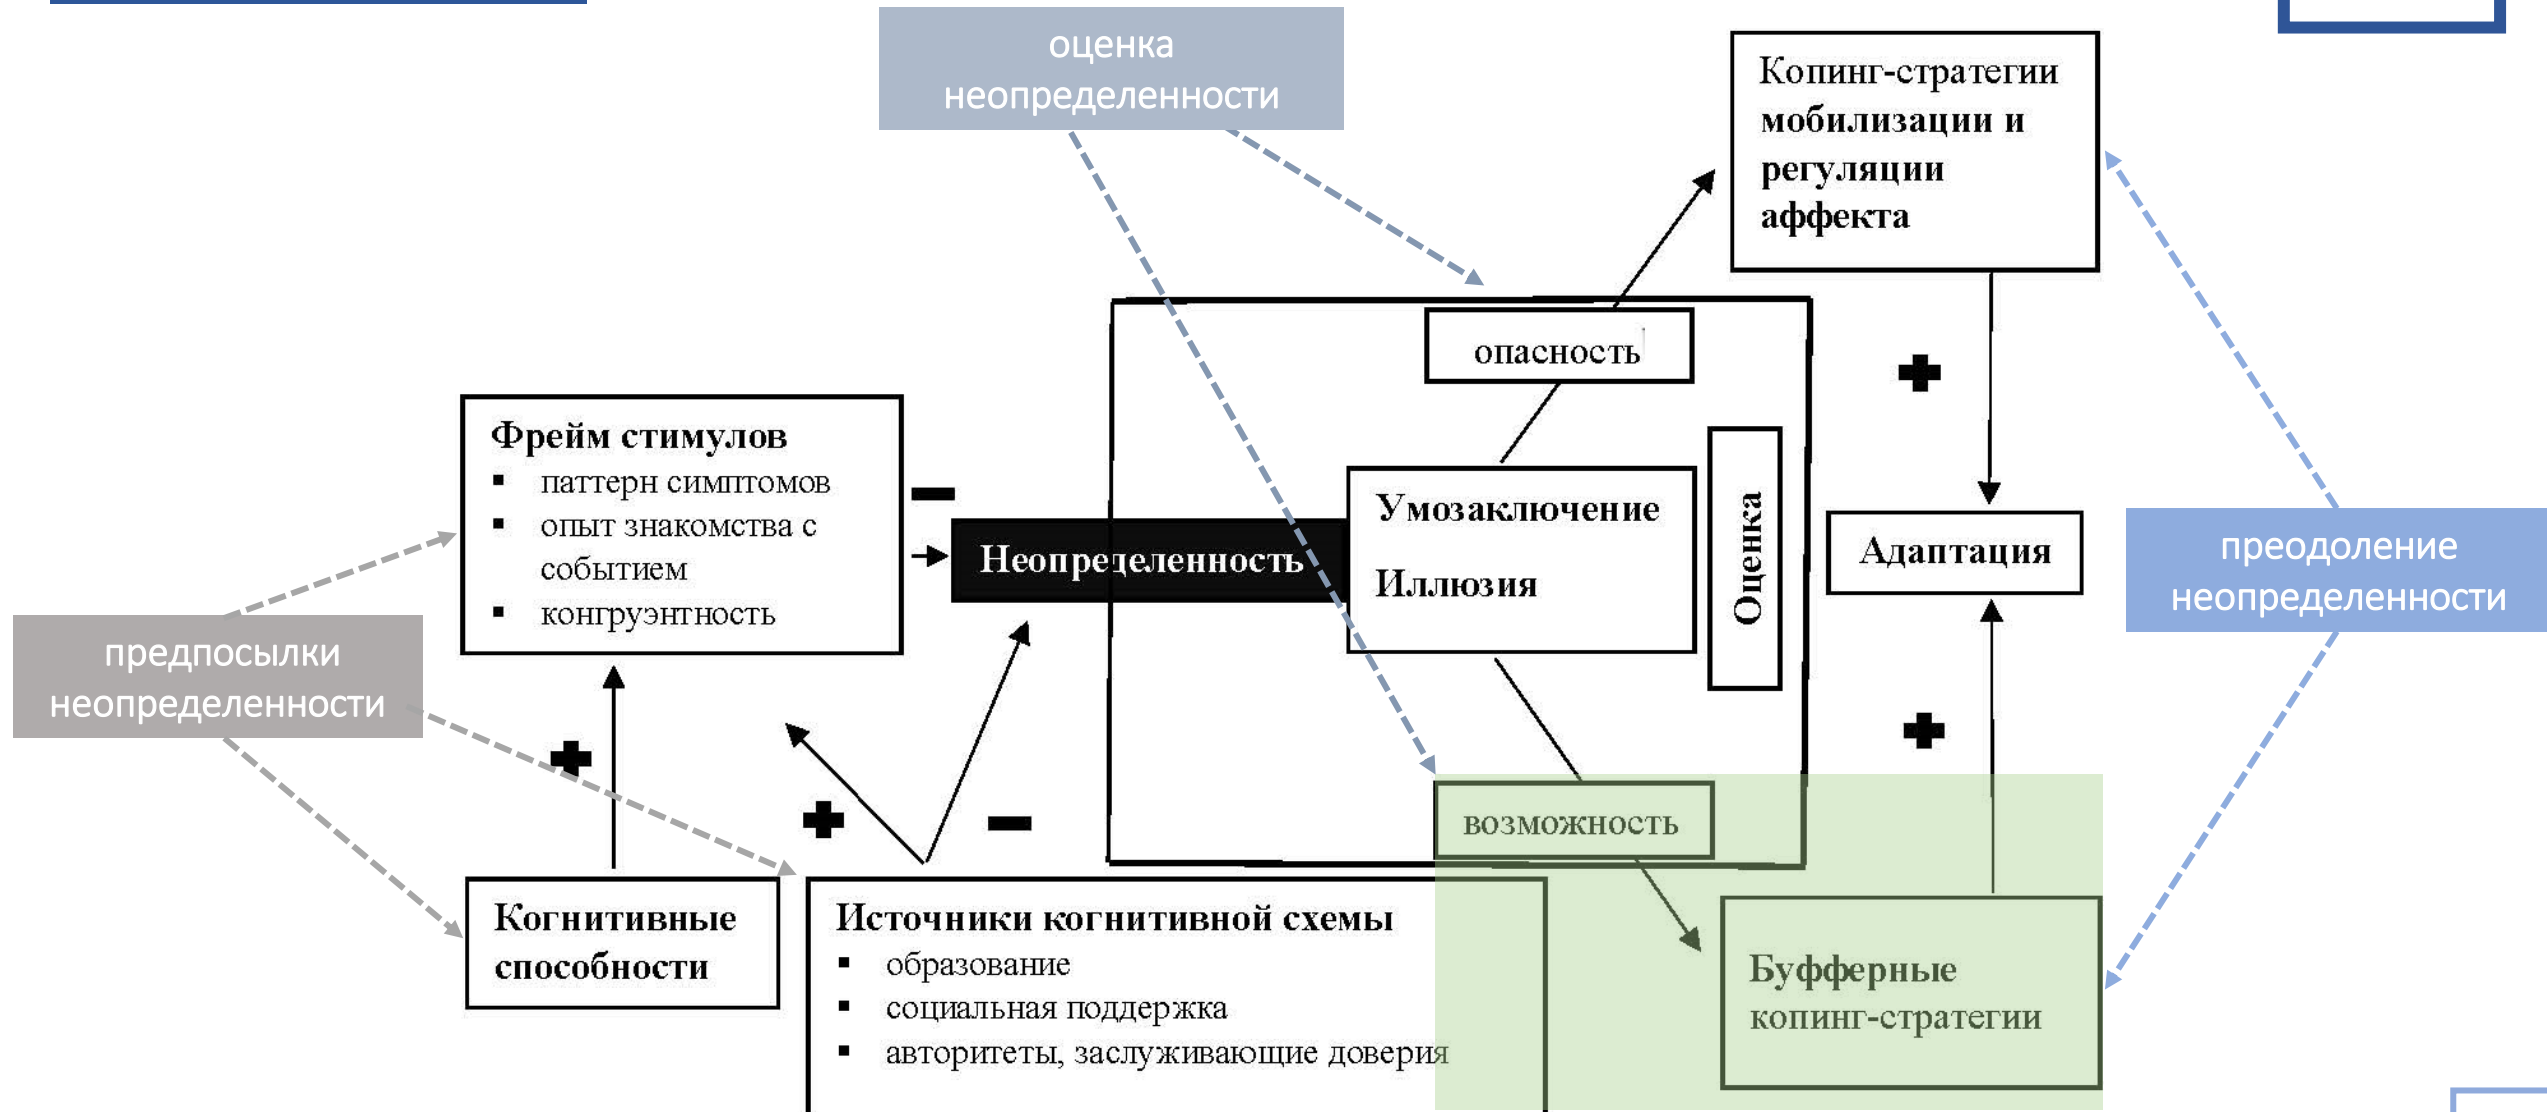 оценка
неопределенности
Копинг-стратегии
мобилизации и
регуляции
аффекта
опасность
Фрейм стимулов
▪ паттерн симптомов
▪ опыт знакомства с
событием
▪ конгруэнтность
Неопределенность
Умозаключение
Иллюзия
Оценка
Адаптация
преодоление
неопределенности
предпосылки
неопределенности
возможность
Когнитивные
способности
Источники когнитивной схемы
▪ образование
▪ социальная поддержка
▪ авторитеты, заслуживающие доверия
Буфферные
копинг-стратегии